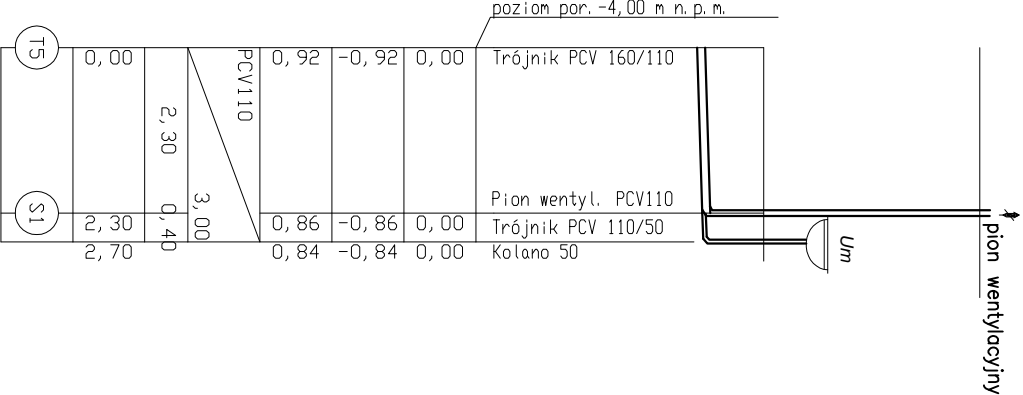 poziom por. -4,00 m n.p.m.
T5
0,00
PCV110
0,92
-0,92
0,00
Trójnik PCV 160/110
2,30
3,00
Pion wentyl. PCV110
S1
2,30
0,40
0,86
-0,86
0,00
Trójnik PCV 110/50
2,70
0,84
-0,84
0,00
Kolano 50
Um
pion wentylacyjny